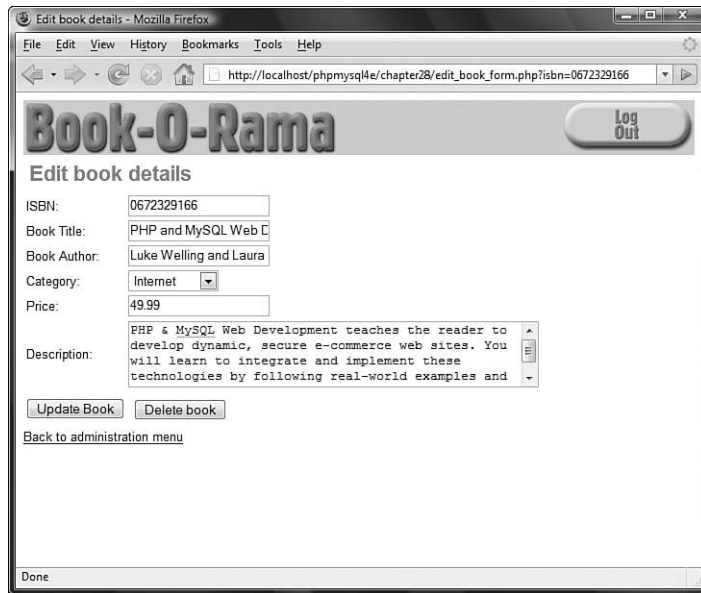 Edit book details - Mozilla Firefox
File Edit View History Bookmarks Tools Help
http://localhost/phpmysql4e/chapter28/edit_book_form.php?isbn=0672329166
Book-O-Rama
Log Out
Edit book details
ISBN: 0672329166
Book Title: PHP and MySQL Web D
Book Author: Luke Welling and Laura
Category: Internet
Price: 49.99
Description:
PHP & MySQL Web Development teaches the reader to
develop dynamic, secure e-commerce web sites. You
will learn to integrate and implement these
technologies by following real-world examples and
Update Book Delete book
Back to administration menu
Done